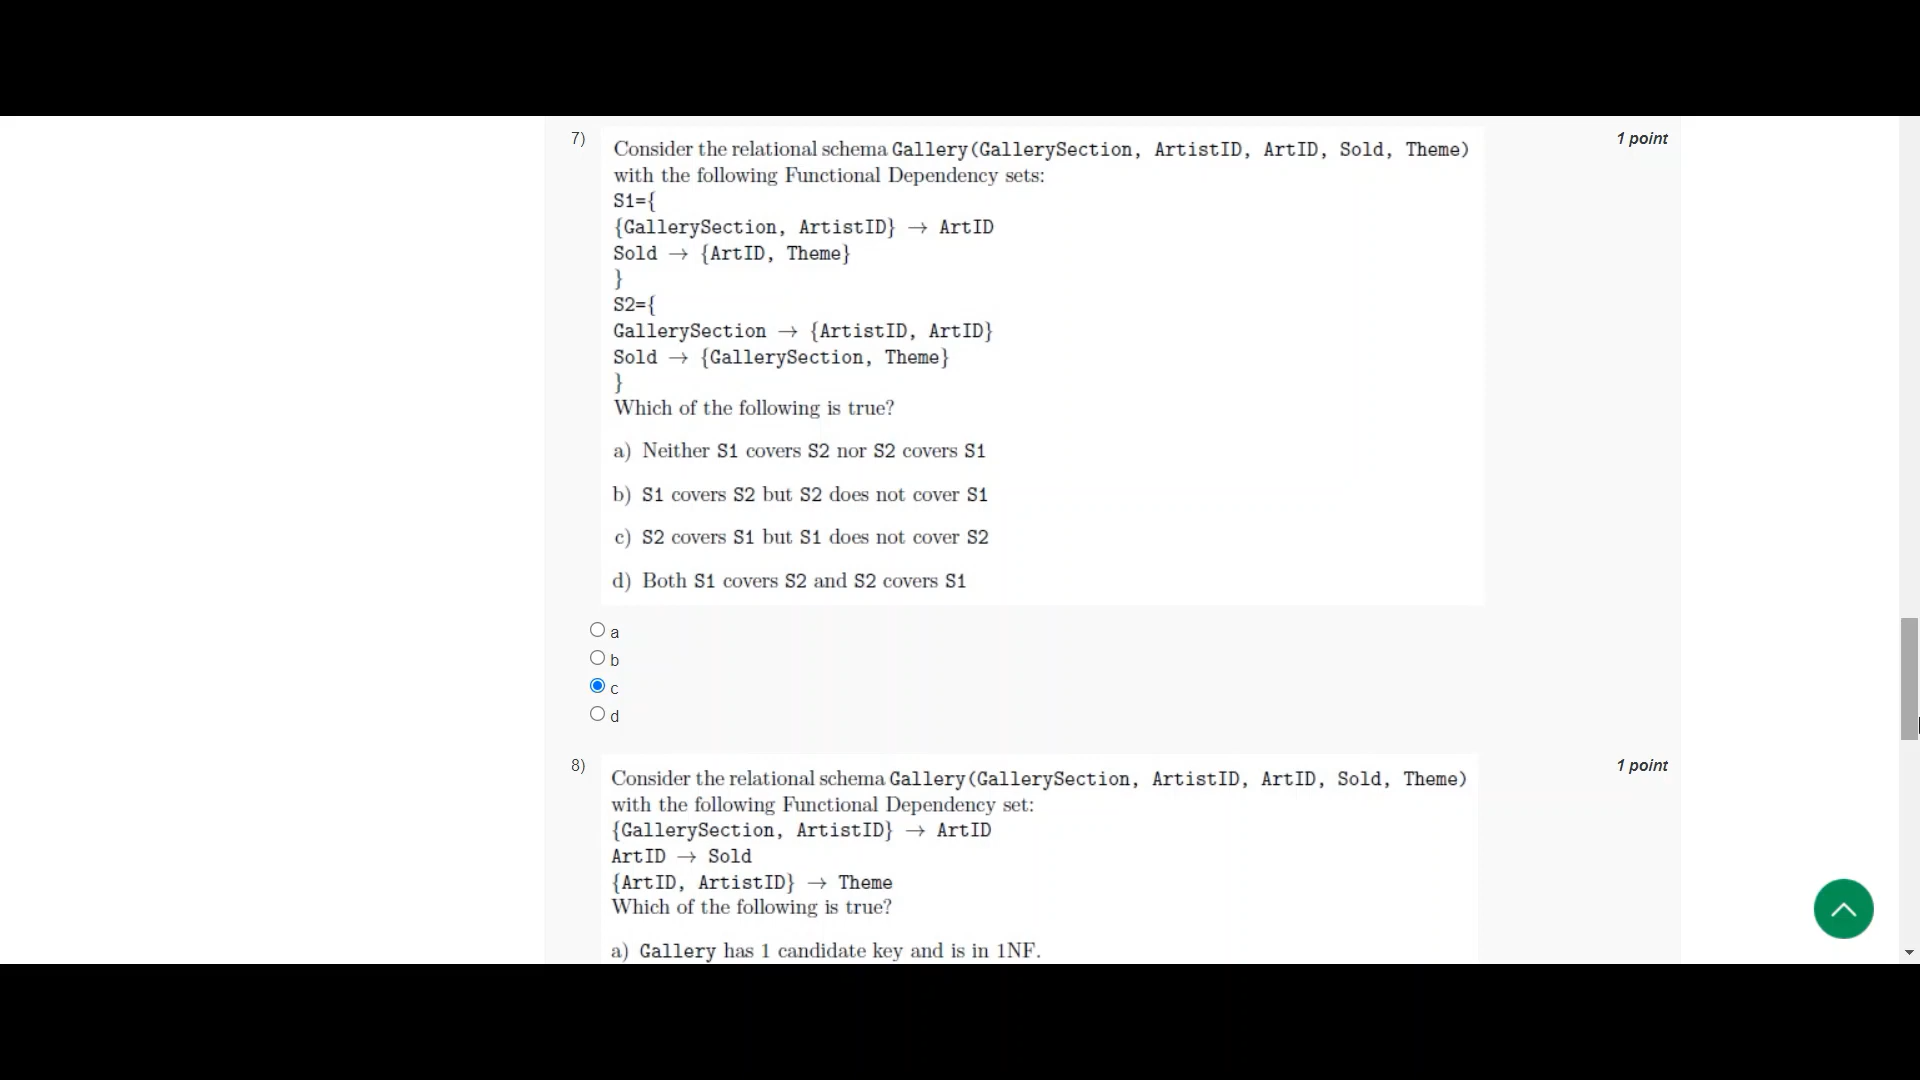 7)
1 point
Consider the relational schema Gallery(GallerySection, ArtistID, ArtID, Sold, Theme)
with the following Functional Dependency sets:
S1={
{GallerySection, ArtistID} → ArtID
Sold → {ArtID, Theme}
}
S2={
GallerySection → {ArtistID, ArtID}
Sold → {GallerySection, Theme}
}
Which of the following is true?
a) Neither S1 covers S2 nor S2 covers S1
b) S1 covers S2 but S2 does not cover S1
c) S2 covers S1 but S1 does not cover S2
d) Both S1 covers S2 and S2 covers S1
a
b
c
d
8)
1 point
Consider the relational schema Gallery(GallerySection, ArtistID, ArtID, Sold, Theme)
with the following Functional Dependency set:
{GallerySection, ArtistID} → ArtID
ArtID → Sold
{ArtID, ArtistID} → Theme
Which of the following is true?
a) Gallery has 1 candidate key and is in 1NF.